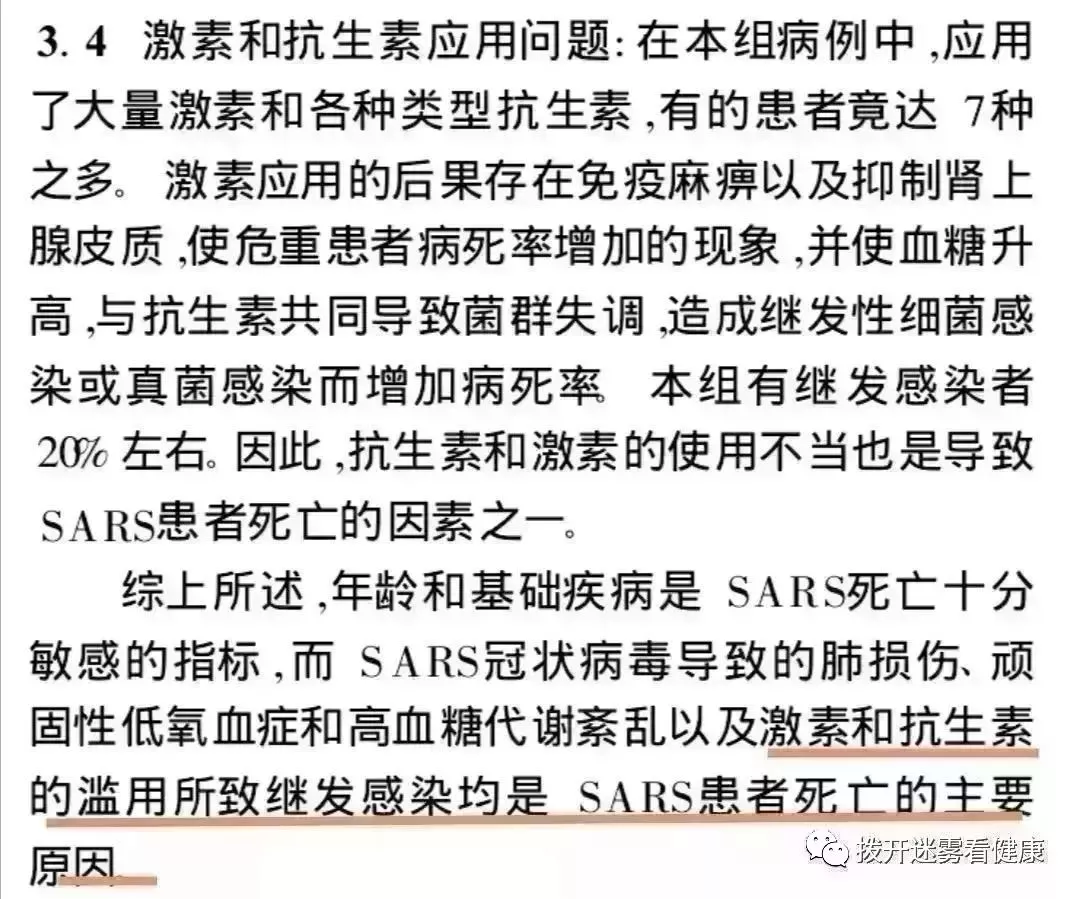 3. 4 激素和抗生素应用问题:在本组病例中,应用
了大量激素和各种类型抗生素,有的患者竟达 7种
之多。激素应用的后果存在免疫麻痹以及抑制肾上
腺皮质,使危重患者病死率增加的现象,并使血糖升
高,与抗生素共同导致菌群失调,造成继发性细菌感
染或真菌感染而增加病死率。本组有继发感染者
20% 左右。因此,抗生素和激素的使用不当也是导致
SARS患者死亡的因素之一。
综上所述,年龄和基础疾病是 SARS死亡十分
敏感的指标,而 SARS冠状病毒导致的肺损伤、顽
固性低氧血症和高血糖代谢紊乱以及激素和抗生素
的滥用所致继发感染均是 SARS患者死亡的主要
原因.
拨开迷雾看健康